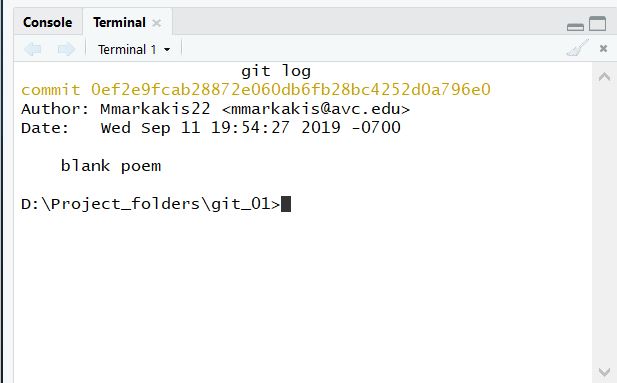 Console Terminal
Terminal 1
git log
commit 0ef2e9fcab28872e060db6fb28bc4252d0a796e0
Author: Mmarkakis22 <mmarkakis@avc.edu>
Date:   Wed Sep 11 19:54:27 2019 -0700
blank poem
D:\Project_folders\git_01>